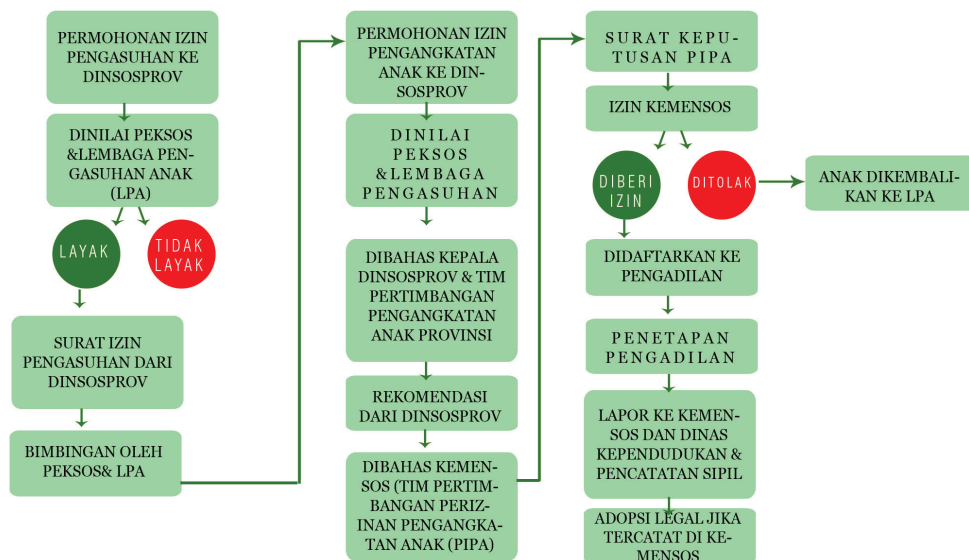 PERMOHONAN IZIN
PENGASUHAN KE
DINSOSPROV
DINILAI PEKSOS
&LEMBAGA PEN-
GASUHAN ANAK
(LPA)
LAYAK
TIDAK
LAYAK
SURAT IZIN
PENGASUHAN DARI
DINSOSPROV
BIMBINGAN OLEH
PEKSOS& LPA
PERMOHONAN IZIN
PENGANGKATAN
ANAK KE DIN-
SOSPROV
DINILAI
PEKSOS
& LEMBAGA
PENGASUHAN
DIBAHAS KEPALA
DINSOSPROV & TIM
PERTIMBANGAN
PENGANGKATAN
ANAK PROVINSI
REKOMENDASI
DARI DINSOSPROV
DIBAHAS KEMEN-
SOS (TIM PERTIM-
BANGAN PERIZ-
INAN PENGANGKA-
TAN ANAK (PIPA)
SURAT KEPU-
TUSAN PIPA
IZIN KEMENSOS
DIBERI
IZIN
DITOLAK
ANAK DIKEMBALI-
KAN KE LPA
DIDAFTARKAN KE
PENGADILAN
PENETAPAN
PENGADILAN
LAPOR KE KEMEN-
SOS DAN DINAS
KEPENDUDUKAN &
PENCATATAN SIPIL
ADOPSI LEGAL JIKA
TERCATAT DI KE-
MENSOS